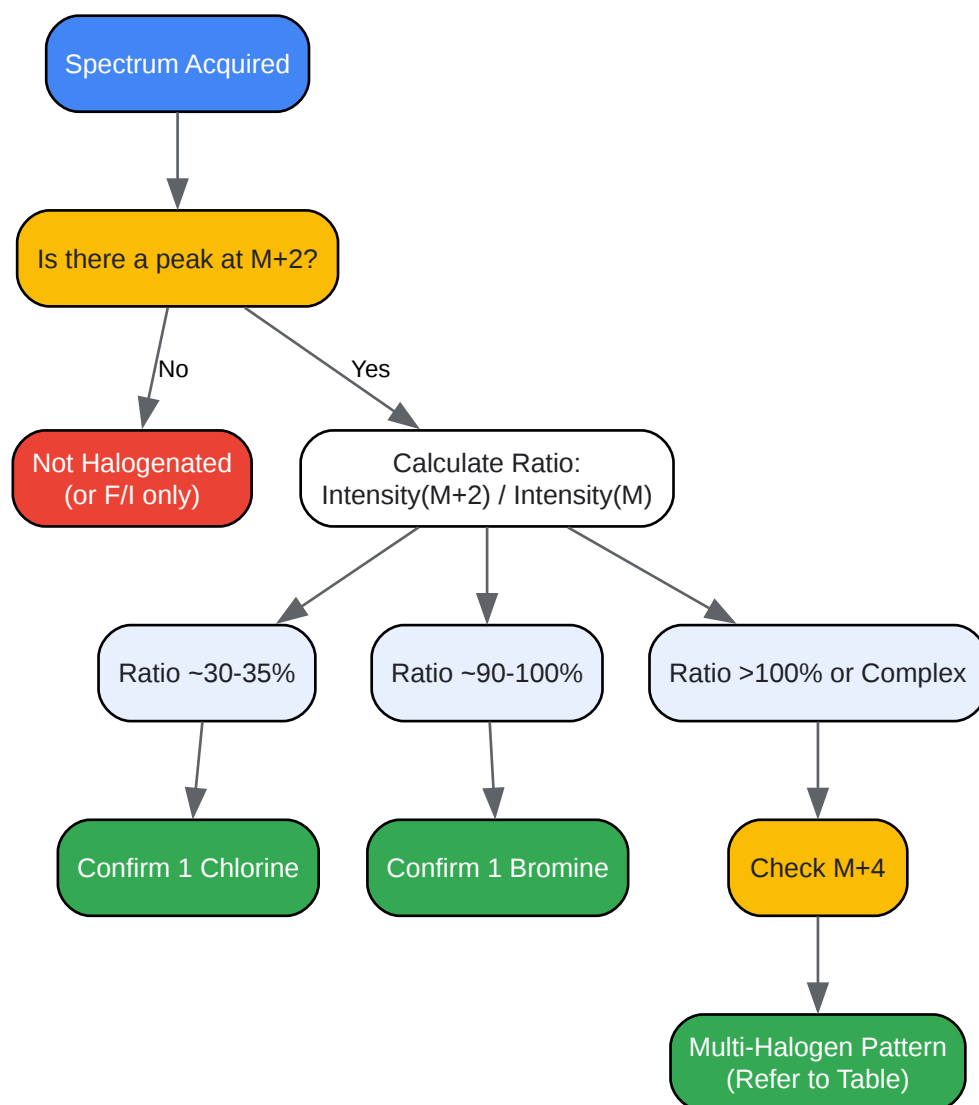 Spectrum Acquired
Is there a peak at M+2?
No
Yes
Not Halogenated
(or F/I only)
Calculate Ratio:
Intensity(M+2) / Intensity(M)
Ratio ~30-35%
Ratio ~90-100%
Ratio >100% or Complex
Confirm 1 Chlorine
Confirm 1 Bromine
Check M+4
Multi-Halogen Pattern
(Refer to Table)